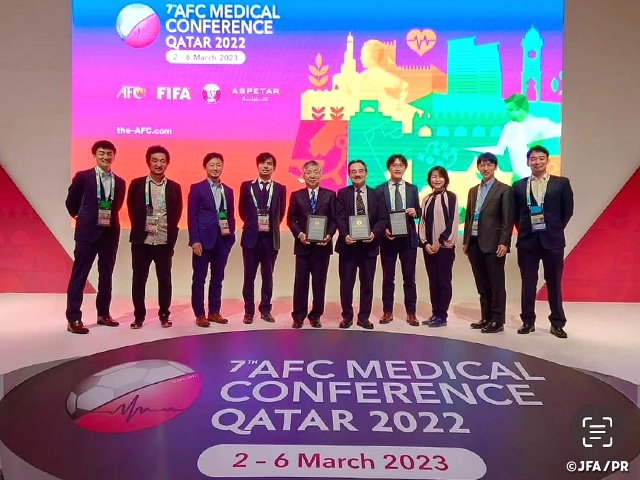 7th AFC MEDICAL
CONFERENCE
QATAR 2022
2 - 6 March 2023
AFC
FIFA
ASPETAR
the-AFC.com
7TH AFC MEDICAL
CONFERENCE
QATAR 2022
2 - 6 March 2023
©JFA/PR